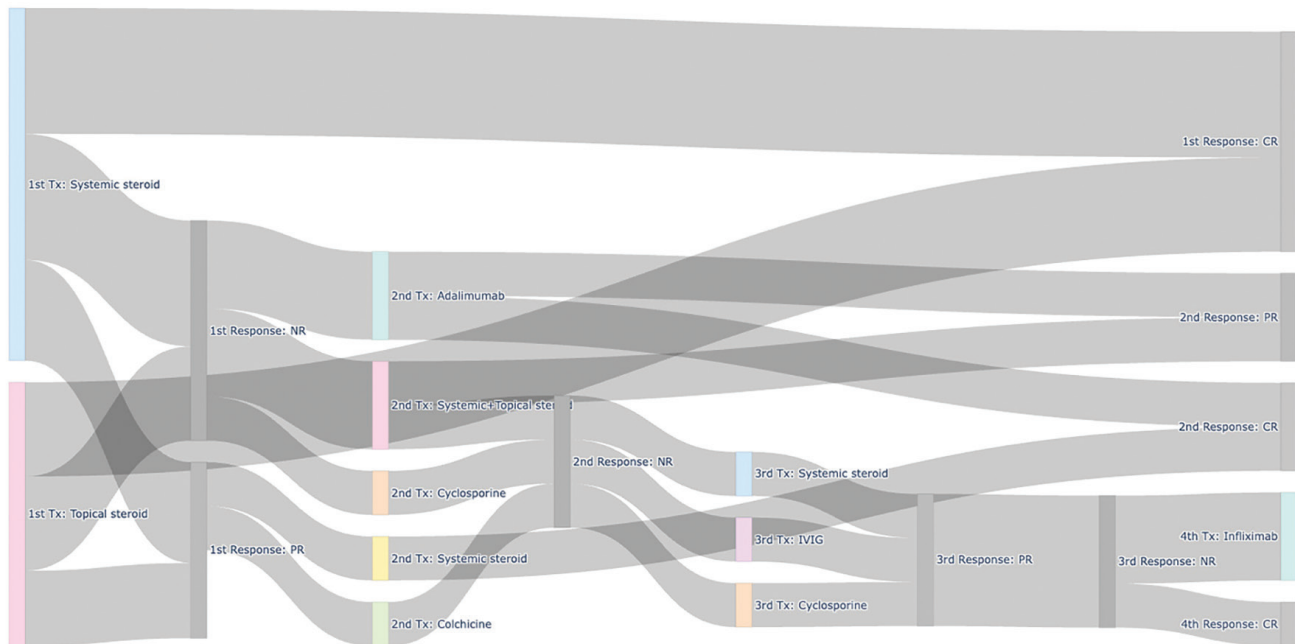 1st Response: CR
1st Tx: Systemic steroid
2nd Tx: Adalimumab
2nd Response: PR
1st Response: NR
2nd Tx: Systemic+Topical steroid
2nd Response: CR
2nd Response: NR
3rd Tx: Systemic steroid
2nd Tx: Cyclosporine
1st Tx: Topical steroid
3rd Tx: IVIG
4th Tx: Infliximab
1st Response: PR
2nd Tx: Systemic steroid
3rd Response: PR
3rd Response: NR
3rd Tx: Cyclosporine
2nd Tx: Colchicine
4th Response: CR